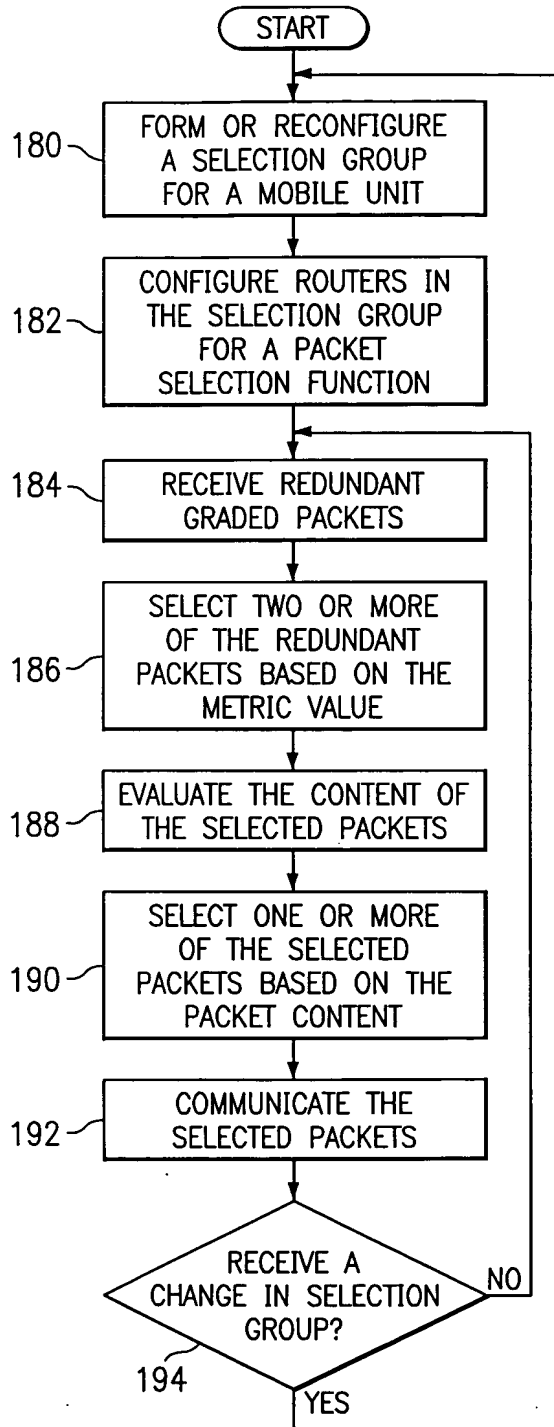 START
180
FORM OR RECONFIGURE
A SELECTION GROUP
FOR A MOBILE UNIT
182
CONFIGURE ROUTERS IN
THE SELECTION GROUP
FOR A PACKET
SELECTION FUNCTION
184
RECEIVE REDUNDANT
GRADED PACKETS
186
SELECT TWO OR MORE
OF THE REDUNDANT
PACKETS BASED ON THE
METRIC VALUE
188
EVALUATE THE CONTENT OF
THE SELECTED PACKETS
190
SELECT ONE OR MORE
OF THE SELECTED
PACKETS BASED ON THE
PACKET CONTENT
192
COMMUNICATE THE
SELECTED PACKETS
RECEIVE A
CHANGE IN SELECTION
GROUP?
NO
194
YES